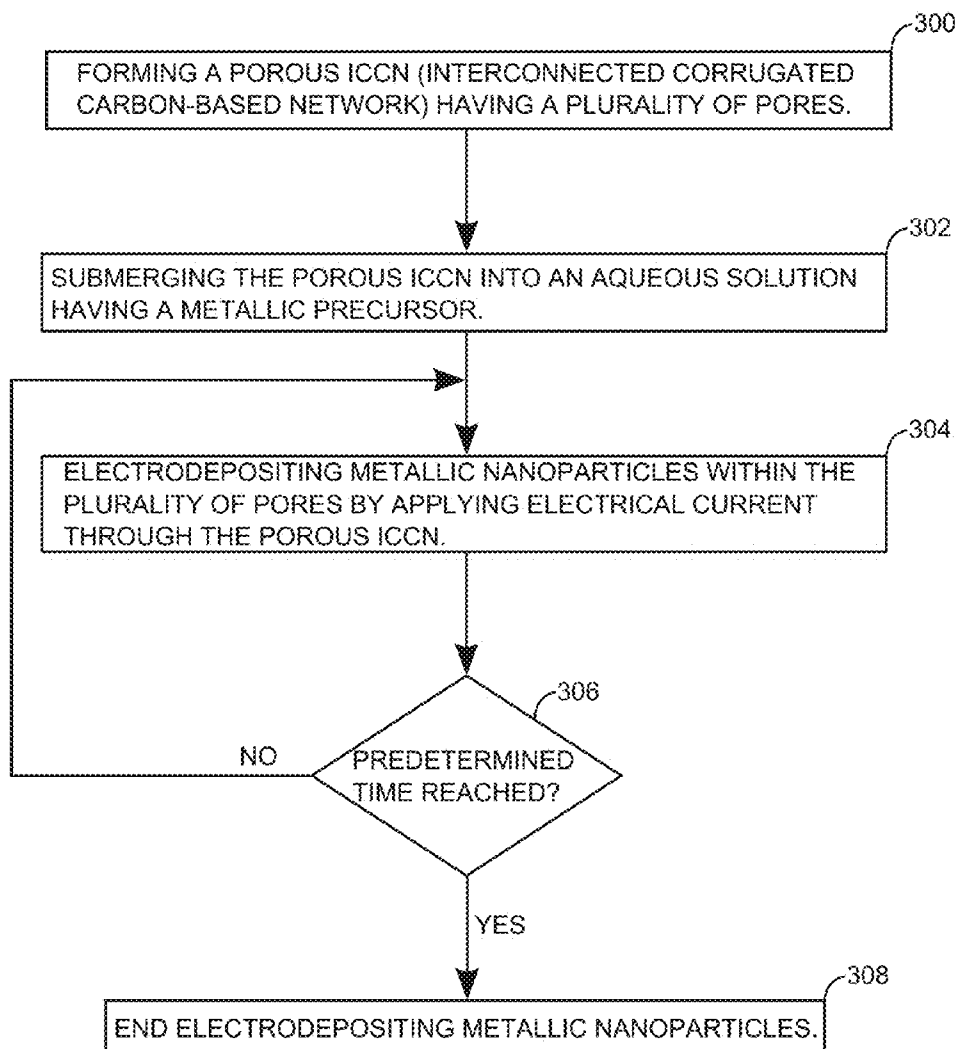 300
FORMING A POROUS ICCN (INTERCONNECTED CORRUGATED
CARBON-BASED NETWORK) HAVING A PLURALITY OF PORES.
302
SUBMERGING THE POROUS ICCN INTO AN AQUEOUS SOLUTION
HAVING A METALLIC PRECURSOR.
304
ELECTRODEPOSITING METALLIC NANOPARTICLES WITHIN THE
PLURALITY OF PORES BY APPLYING ELECTRICAL CURRENT
THROUGH THE POROUS ICCN.
306
NO
PREDETERMINED
TIME REACHED?
YES
308
END ELECTRODEPOSITING METALLIC NANOPARTICLES.